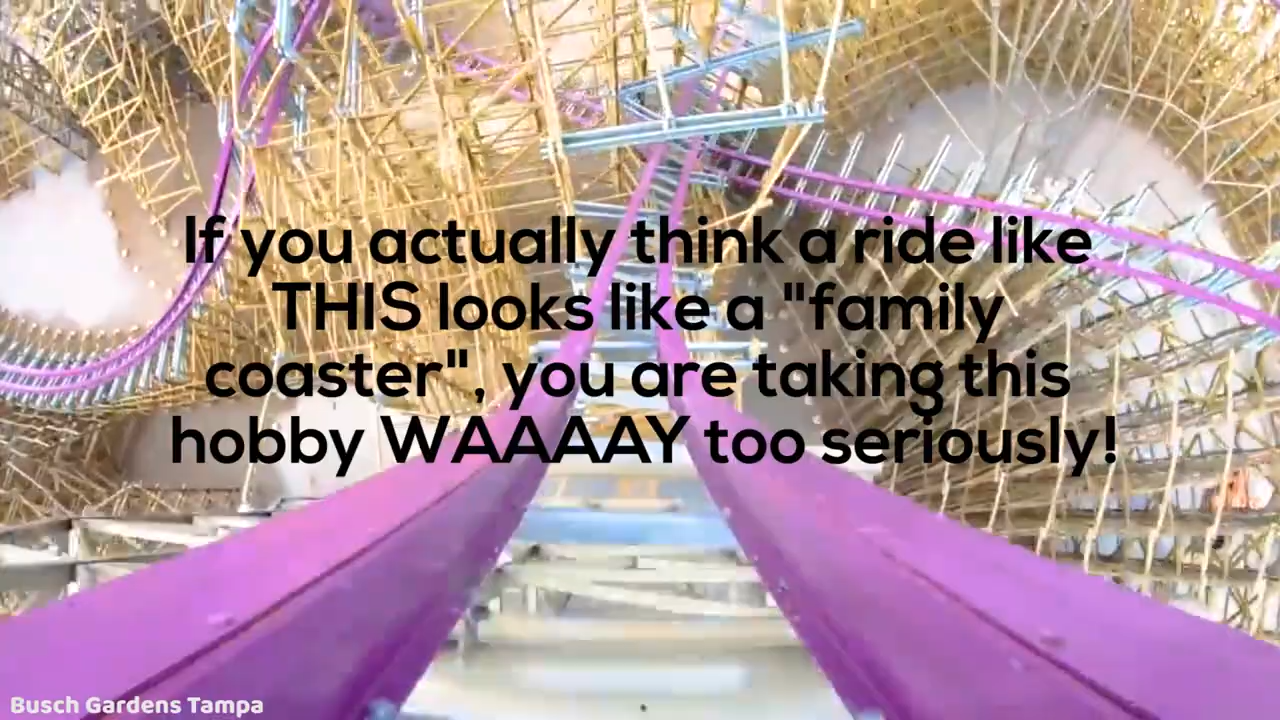 If you actually think a ride like
THIS looks like a "family
coaster", you are taking this
hobby WAAAAY too seriously!
Busch Gardens Tampa